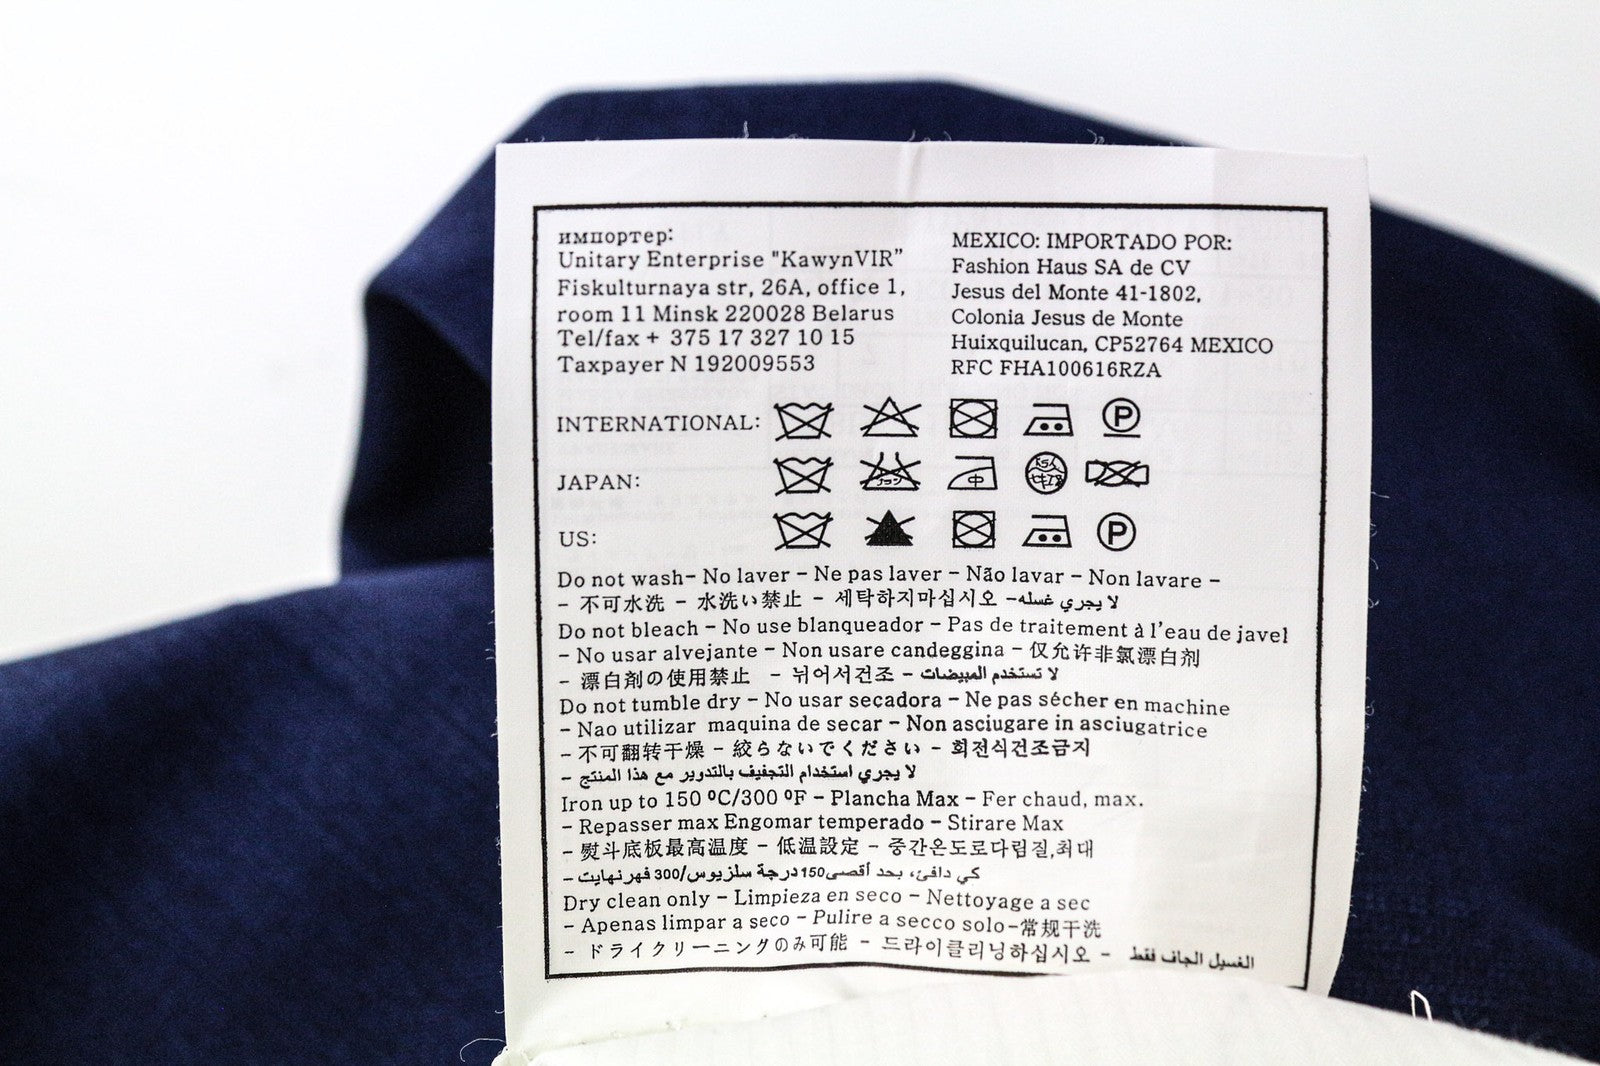 импортер:
Unitary Enterprise "KawynVIR”
Fiskulturnaya str, 26A, office 1,
room 11 Minsk 220028 Belarus
Tel/fax + 375 17 327 10 15
Taxpayer N 192009553
MEXICO: IMPORTADO POR:
Fashion Haus SA de CV
Jesus del Monte 41-1802,
Colonia Jesus de Monte
Huixquilucan, CP52764 MEXICO
RFC FHA100616RZA
INTERNATIONAL: P
JAPAN: 中
US: P
Do not wash- No laver - Ne pas laver - Não lavar - Non lavare -
- 不可水洗 - 水洗い禁止 - 세탁하지마십시오 -لا يجري غسله
Do not bleach - No use blanqueador - Pas de traitement à l’eau de javel
- No usar alvejante - Non usare candeggina - 仅允许非氯漂白剂
- 漂白剤の使用禁止 - 뉘어서건조 - لا تستخدم المبيضات
Do not tumble dry - No usar secadora - Ne pas sécher en machine
- Nao utilizar maquina de secar - Non asciugare in asciugatrice
- 不可翻转干燥 - 絞らないでください - 회전식건조금지
- لا يجري استخدام التجفيف بالتدوير مع هذا المنتج
Iron up to 150 ºC/300 ºF - Plancha Max - Fer chaud, max.
- Repasser max Engomar temperado - Stirare Max
- 熨斗底板最高温度 - 低温設定 - 중간온도로다림질,최대
- كي دافئ، بحد أقصى150درجة سلزيوس/300 فهرنهايت
Dry clean only - Limpieza en seco - Nettoyage a sec
- Apenas limpar a seco - Pulire a secco solo-常规干洗
- ドライクリーニングのみ可能 - 드라이클리닝하십시오 - الغسيل الجاف فقط